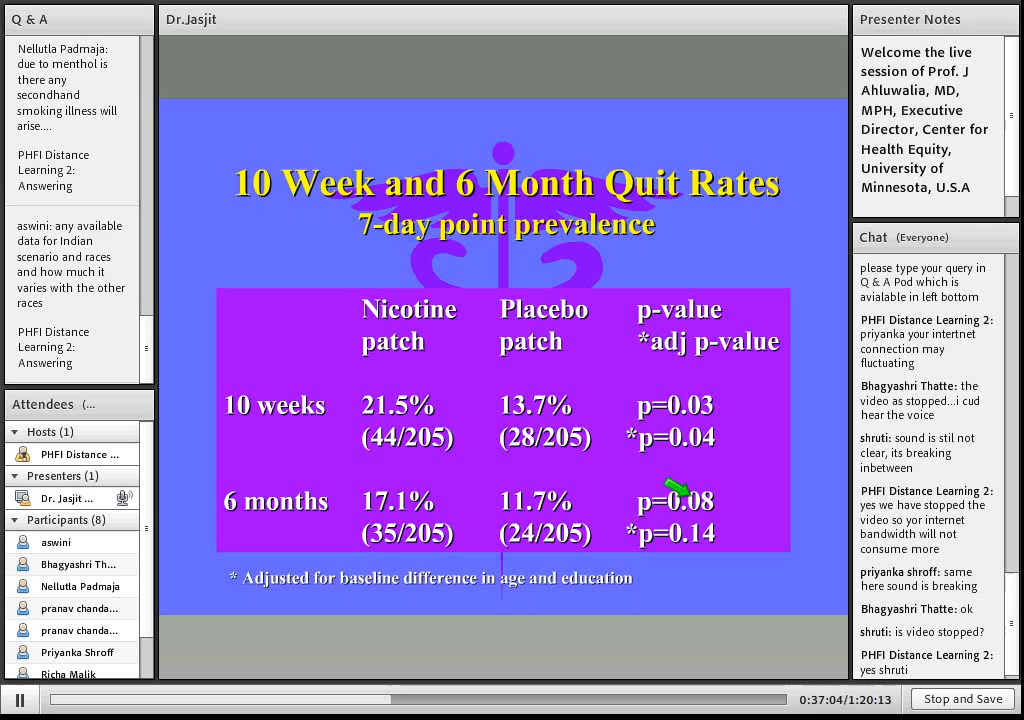 Q & A
Nellutla Padmaja:
due to menthol is
there any
secondhand
smoking illness will
arise....
PHFI Distance
Learning 2:
Answering
aswini: any available
data for Indian
scenario and races
and how much it
varies with the other
races
PHFI Distance
Learning 2:
Answering
Attendees (...
Hosts (1)
PHFI Distance ...
Presenters (1)
Dr. Jasjit ...
Participants (8)
aswini
Bhagyashri Th...
Nellutla Padmaja
pranav chanda...
pranav chanda...
Priyanka Shroff
Richa Malik
Dr.Jasjit
10 Week and 6 Month Quit Rates
7-day point prevalence
Nicotine Placebo p-value
patch patch *adj p-value
10 weeks 21.5% 13.7% p=0.03
(44/205) (28/205) *p=0.04
6 months 17.1% 11.7% p=0.08
(35/205) (24/205) *p=0.14
* Adjusted for baseline difference in age and education
Presenter Notes
Welcome the live
session of Prof. J
Ahluwalia, MD,
MPH, Executive
Director, Center for
Health Equity,
University of
Minnesota, U.S.A
Chat (Everyone)
please type your query in
Q & A Pod which is
avialable in left bottom
PHFI Distance Learning 2:
priyanka your intertnet
connection may
fluctuating
Bhagyashri Thatte: the
video as stopped...i cud
hear the voice
shruti: sound is stil not
clear, its breaking
inbetween
PHFI Distance Learning 2:
yes we have stopped the
video so yor internet
bandwidth will not
consume more
priyanka shroff: same
here sound is breaking
Bhagyashri Thatte: ok
shruti: is video stopped?
PHFI Distance Learning 2:
yes shruti
0:37:04/1:20:13
Stop and Save